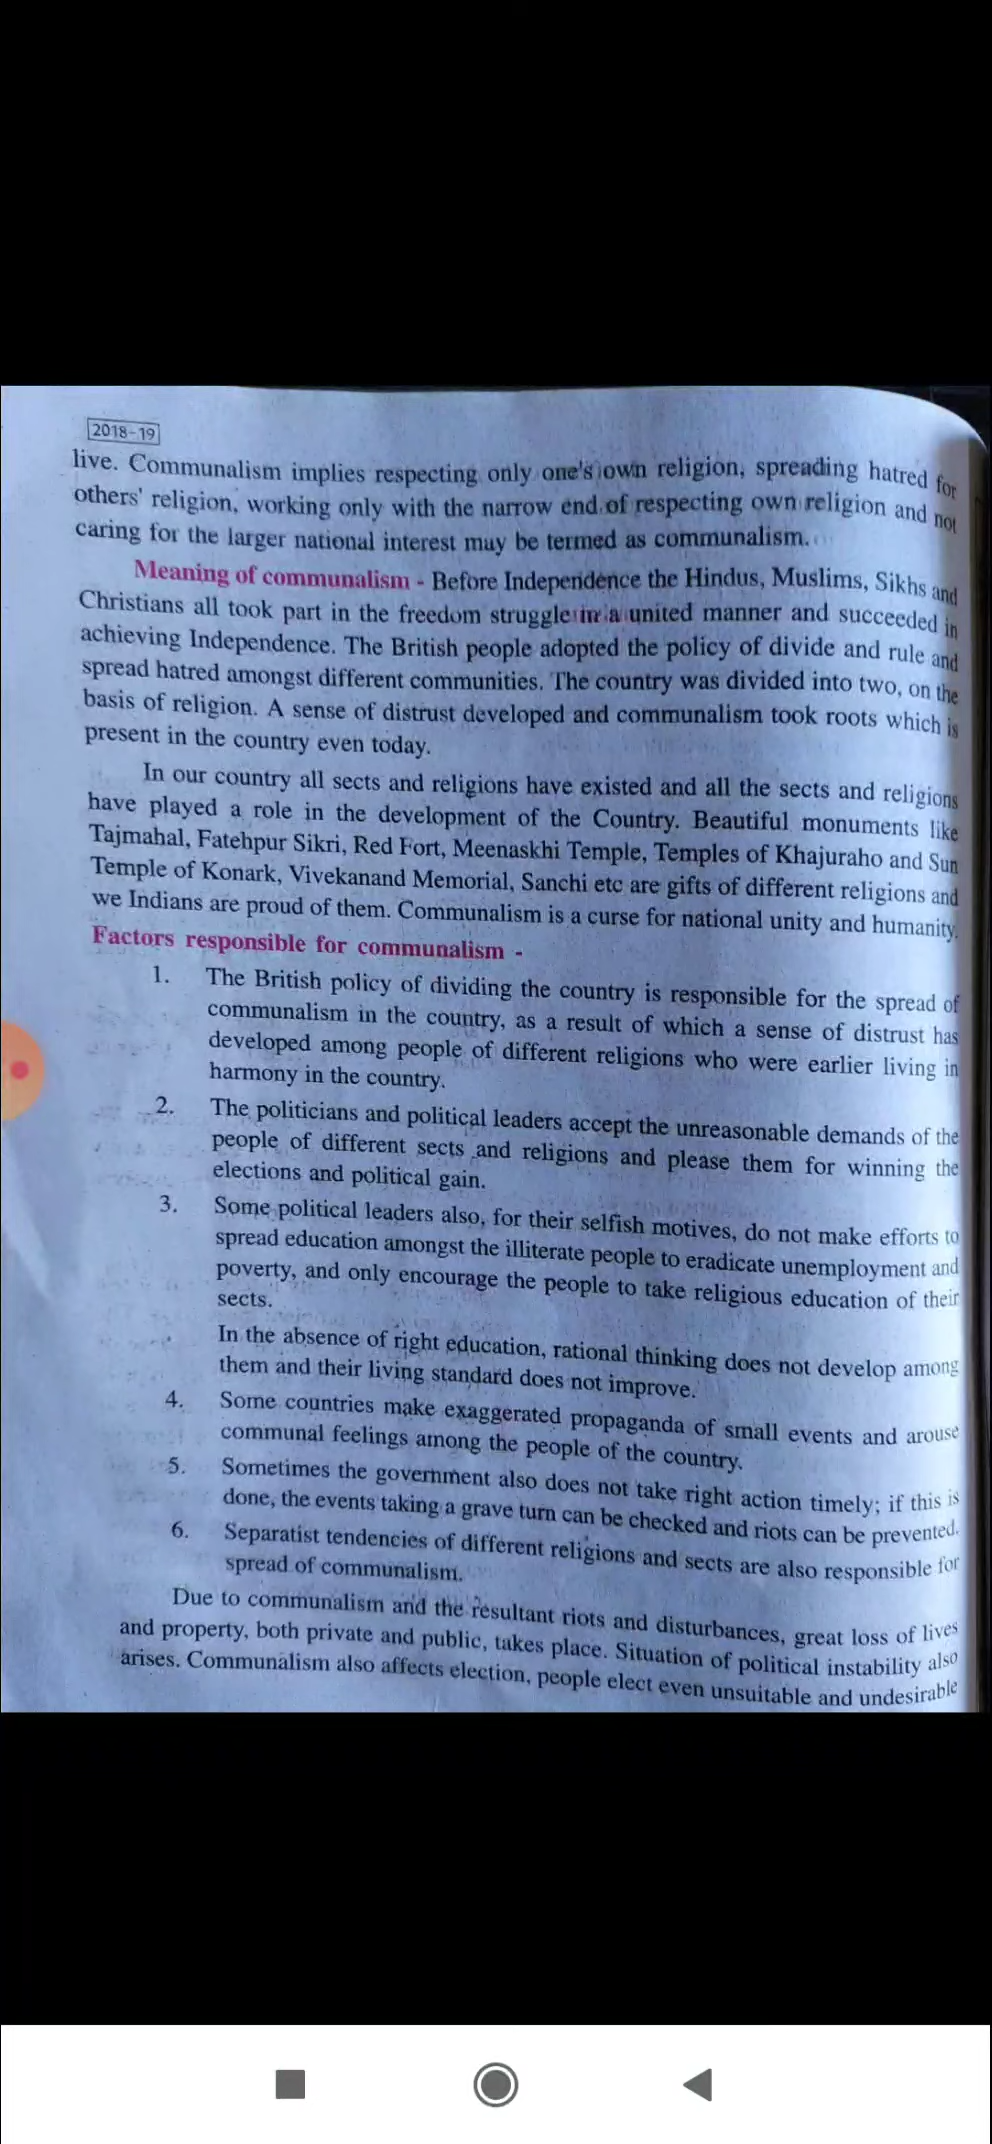 2018-19
live. Communalism implies respecting only one's own religion, spreading hatred for
others' religion, working only with the narrow end of respecting own religion and not
caring for the larger national interest may be termed as communalism.
Meaning of communalism - Before Independence the Hindus, Muslims, Sikhs and
Christians all took part in the freedom struggle in a united manner and succeeded in
achieving Independence. The British people adopted the policy of divide and rule and
spread hatred amongst different communities. The country was divided into two, on the
basis of religion. A sense of distrust developed and communalism took roots which is
present in the country even today.
In our country all sects and religions have existed and all the sects and religions
have played a role in the development of the Country. Beautiful monuments like
Tajmahal, Fatehpur Sikri, Red Fort, Meenaskhi Temple, Temples of Khajuraho and Sun
Temple of Konark, Vivekanand Memorial, Sanchi etc are gifts of different religions and
we Indians are proud of them. Communalism is a curse for national unity and humanity.
Factors responsible for communalism -
1. The British policy of dividing the country is responsible for the spread of
communalism in the country, as a result of which a sense of distrust has
developed among people of different religions who were earlier living in
harmony in the country.
2. The politicians and political leaders accept the unreasonable demands of the
people of different sects and religions and please them for winning the
elections and political gain.
3. Some political leaders also, for their selfish motives, do not make efforts to
spread education amongst the illiterate people to eradicate unemployment and
poverty, and only encourage the people to take religious education of their
sects.
In the absence of right education, rational thinking does not develop among
them and their living standard does not improve.
4. Some countries make exaggerated propaganda of small events and arouse
communal feelings among the people of the country.
5. Sometimes the government also does not take right action timely; if this is
done, the events taking a grave turn can be checked and riots can be prevented.
6. Separatist tendencies of different religions and sects are also responsible for
spread of communalism.
Due to communalism and the resultant riots and disturbances, great loss of lives
and property, both private and public, takes place. Situation of political instability also
arises. Communalism also affects election, people elect even unsuitable and undesirable